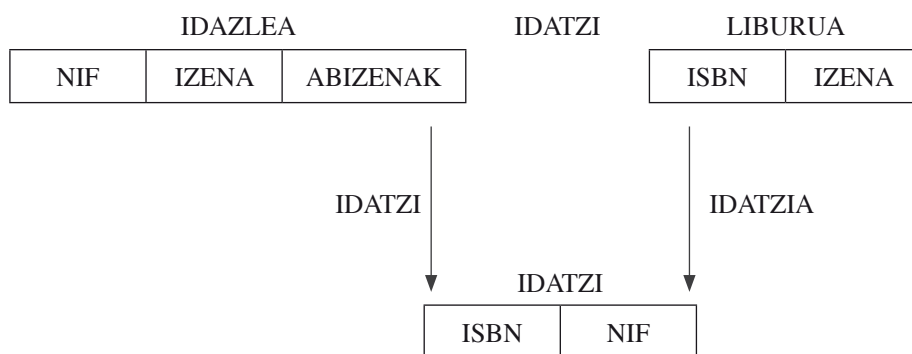 IDAZLEA IDATZI LIBURUA
NIF IZENA ABIZENAK ISBN IZENA
IDATZI IDATZIA
IDATZI
ISBN NIF